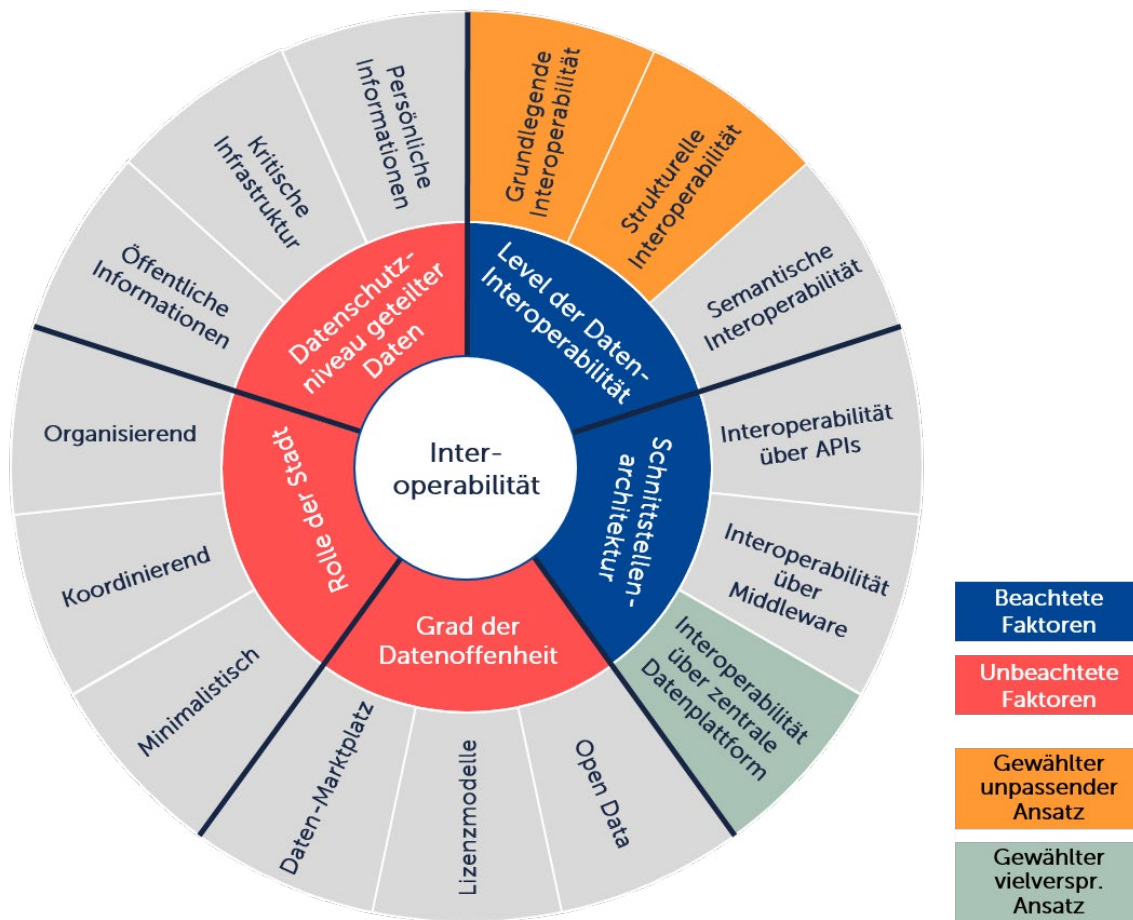 Inter-
operabilität
Level der Daten-
Interoperabilität
Grundlegende
Interoperabilität
Strukturelle
Interoperabilität
Semantische
Interoperabilität
Schnittstellen-
architektur
Interoperabilität
über APIs
Interoperabilität
über
Middleware
Interoperabilität
über zentrale
Datenplattform
Grad der
Datenoffenheit
Open Data
Lizenzmodelle
Daten-Marktplatz
Rolle der Stadt
Minimalistisch
Koordinierend
Organisierend
Datenschutz-
niveau geteilter
Daten
Öffentliche
Informationen
Kritische
Infrastruktur
Persönliche
Informationen
Beachtete
Faktoren
Unbeachtete
Faktoren
Gewählter
unpassender
Ansatz
Gewählter
vielverspr.
Ansatz